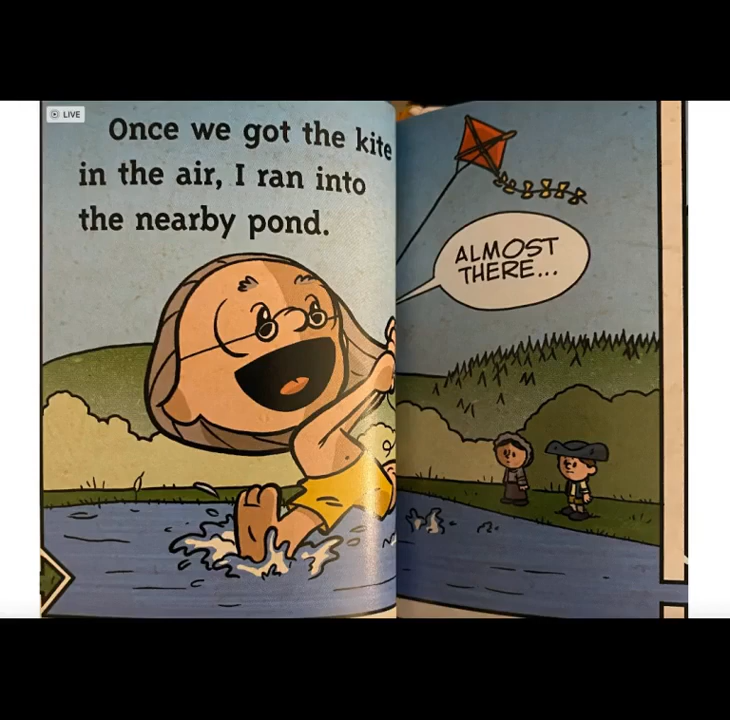 LIVE
Once we got the kite
in the air, I ran into
the nearby pond.
ALMOST
THERE...